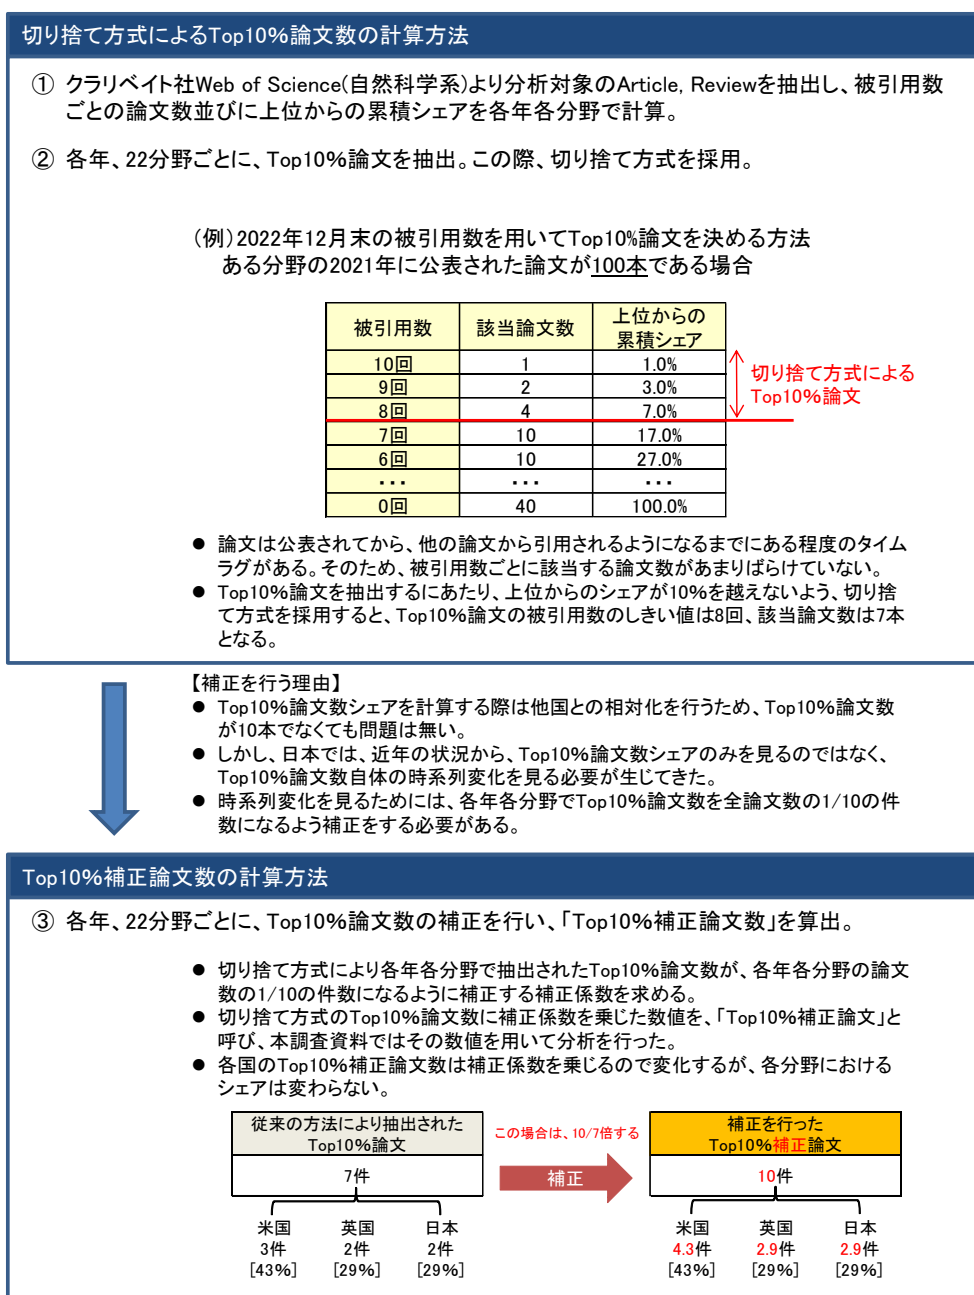 切り捨て方式によるTop10%論文数の計算方法
① クラリベイト社Web of Science(自然科学系)より分析対象のArticle, Reviewを抽出し、被引用数
ごとの論文数並びに上位からの累積シェアを各年各分野で計算。
② 各年、22分野ごとに、Top10%論文を抽出。この際、切り捨て方式を採用。
(例)2022年12月末の被引用数を用いてTop10%論文を決める方法
ある分野の2021年に公表された論文が100本である場合
被引用数 該当論文数 上位からの
累積シェア
10回 1 1.0%
9回 2 3.0%
8回 4 7.0%
7回 10 17.0%
6回 10 27.0%
・・・ ・・・ ・・・
0回 40 100.0%
切り捨て方式による
Top10%論文
● 論文は公表されてから、他の論文から引用されるようになるまでにある程度のタイム
ラグがある。そのため、被引用数ごとに該当する論文数があまりばらけていない。
● Top10%論文を抽出するにあたり、上位からのシェアが10%を越えないよう、切り捨
て方式を採用すると、Top10%論文の被引用数のしきい値は8回、該当論文数は7本
となる。
【補正を行う理由】
● Top10%論文数シェアを計算する際は他国との相対化を行うため、Top10%論文数
が10本でなくても問題は無い。
● しかし、日本では、近年の状況から、Top10%論文数シェアのみを見るのではなく、
Top10%論文数自体の時系列変化を見る必要が生じてきた。
● 時系列変化を見るためには、各年各分野でTop10%論文数を全論文数の1/10の件
数になるよう補正をする必要がある。
Top10%補正論文数の計算方法
③ 各年、22分野ごとに、Top10%論文数の補正を行い、「Top10%補正論文数」を算出。
● 切り捨て方式により各年各分野で抽出されたTop10%論文数が、各年各分野の論文
数の1/10の件数になるように補正する補正係数を求める。
● 切り捨て方式のTop10%論文数に補正係数を乗じた数値を、「Top10%補正論文」と
呼び、本調査資料ではその数値を用いて分析を行った。
● 各国のTop10%補正論文数は補正係数を乗じるので変化するが、各分野における
シェアは変わらない。
従来の方法により抽出された
Top10%論文
7件
米国 英国 日本
3件 2件 2件
[43%] [29%] [29%]
この場合は、10/7倍する
補正
補正を行った
Top10%補正論文
10件
米国 英国 日本
4.3件 2.9件 2.9件
[43%] [29%] [29%]